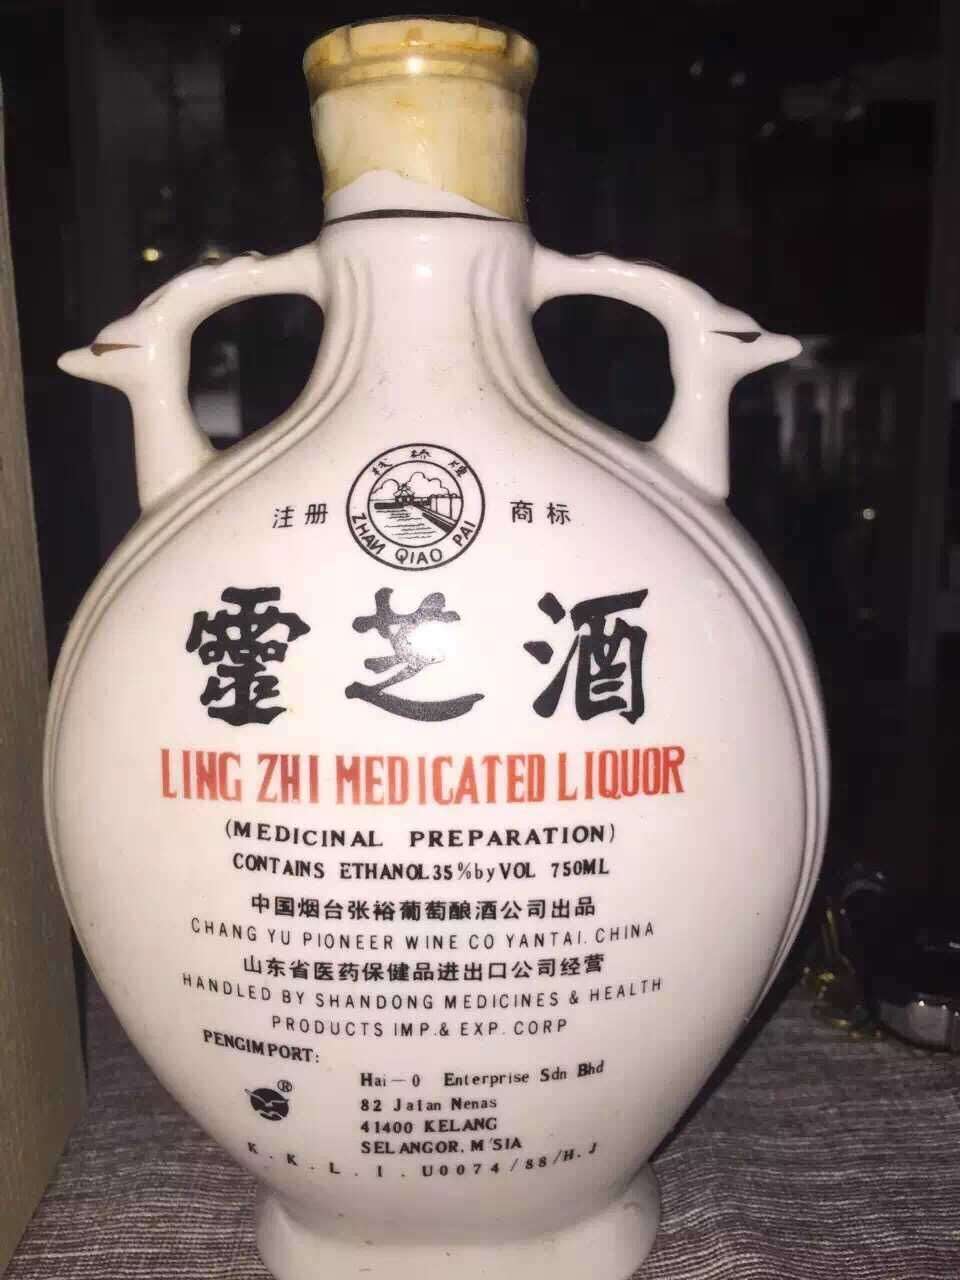 栈桥牌
注册 商标
ZHAN QIAO PAI
靈芝酒
LING ZHI MEDICATED LIQUOR
(MEDICINAL PREPARATION)
CONTAINS ETHANOL 35%by VOL 750ML
中国烟台张裕葡萄酿酒公司出品
CHANG YU PIONEER WINE CO YANTAI. CHINA
山东省医药保健品进出口公司经营
HANDLED BY SHANDONG MEDICINES & HEALTH
PRODUCTS IMP.& EXP. CORP
PENGIMPORT:
®
Hai-O Enterprise Sdn Bhd
82 Jalan Nenas
41400 KELANG
SELANGOR, M'SIA
K.K.L.I.U0074/88/H.J